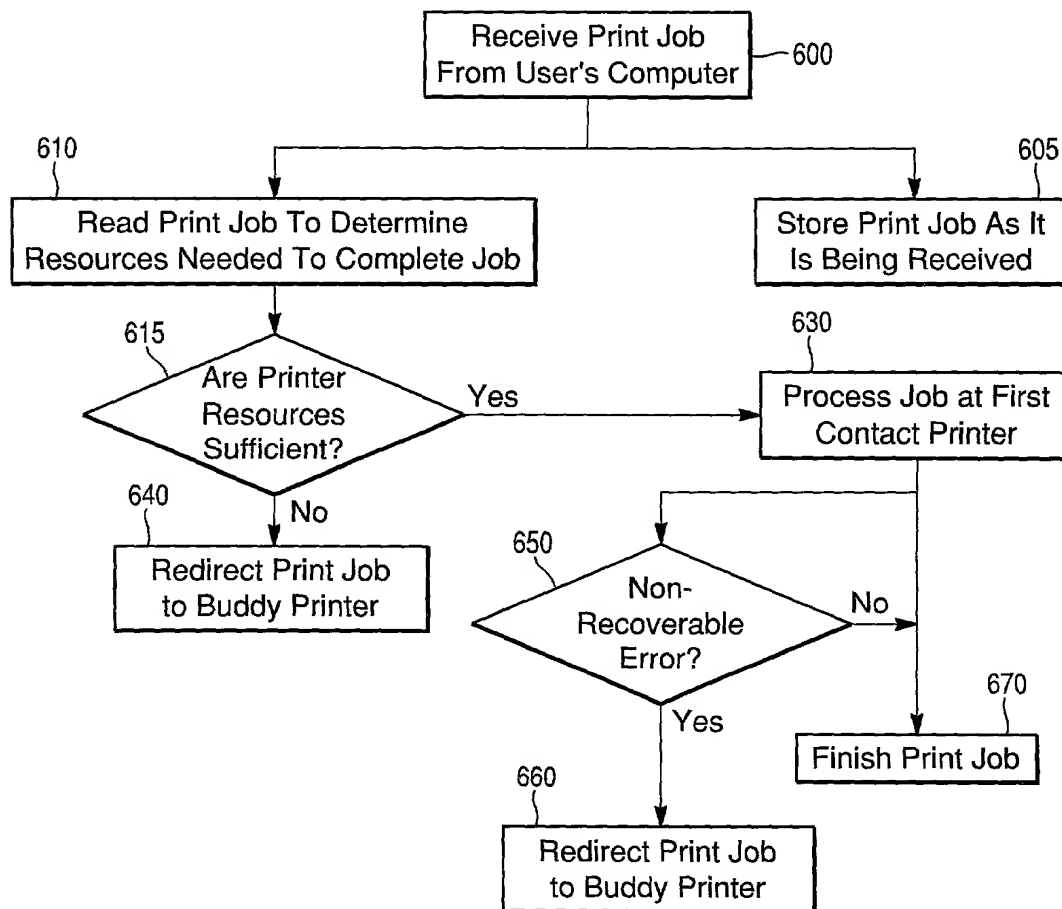 Receive Print Job
From User's Computer
600
610
605
Read Print Job To Determine
Resources Needed To Complete Job
Store Print Job As It
Is Being Received
615
630
Are Printer
Resources
Sufficient?
Yes
Process Job at First
Contact Printer
640
No
Redirect Print Job
to Buddy Printer
650
Non-
Recoverable
Error?
No
Yes
670
Finish Print Job
660
Redirect Print Job
to Buddy Printer